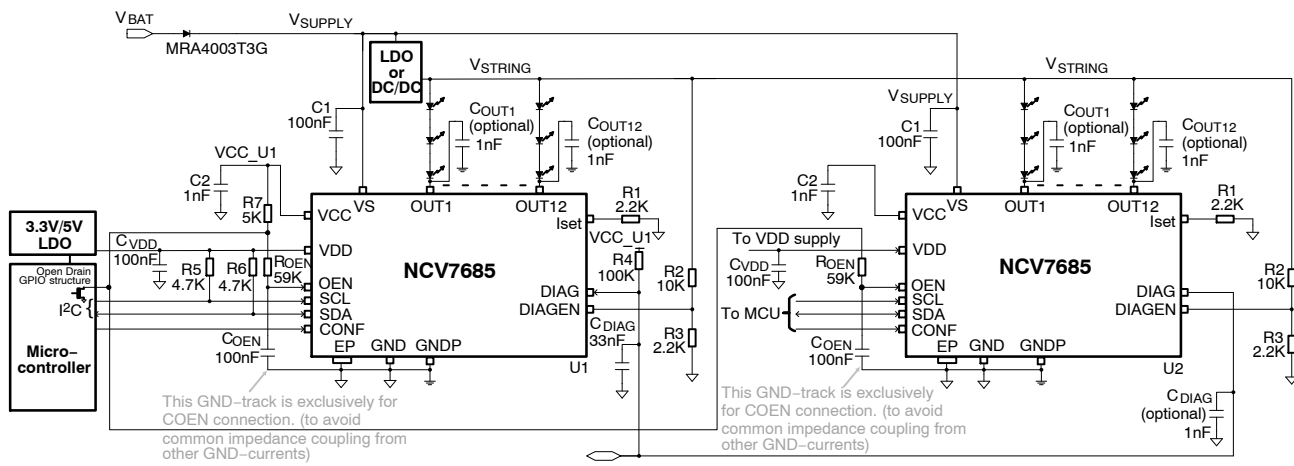 VBAT
MRA4003T3G
VSUPPLY
LDO
or
DC/DC
VSTRING
C1
100nF
COUT1
(optional)
1nF
COUT12
(optional)
1nF
VCC_U1
C2
1nF
R7
5K
VCC
VS
OUT1
OUT12
Iset
R1
2.2K
VCC_U1
R4
100K
3.3V/5V
LDO
CVDD
100nF
Open Drain
GPIO structure
I2C {
Micro−
controller
R5
4.7K
R6
4.7K
ROEN
59K
VDD
OEN
SCL
SDA
CONF
NCV7685
DIAG
DIAGEN
EP
GND
GNDP
U1
COEN
100nF
CDIAG
33nF
R2
10K
R3
2.2K
This GND−track is exclusively for
COEN connection. (to avoid
common impedance coupling from
other GND−currents)
VSTRING
VSUPPLY
C1
100nF
COUT1
(optional)
1nF
COUT12
(optional)
1nF
C2
1nF
VCC
VS
OUT1
OUT12
Iset
R1
2.2K
To VDD supply
CVDD
100nF
ROEN
59K
To MCU
VDD
OEN
SCL
SDA
CONF
NCV7685
DIAG
DIAGEN
EP
GND
GNDP
U2
COEN
100nF
R2
10K
R3
2.2K
This GND−track is exclusively
for COEN connection. (to avoid
common impedance coupling from
other GND−currents)
CDIAG
(optional)
1nF